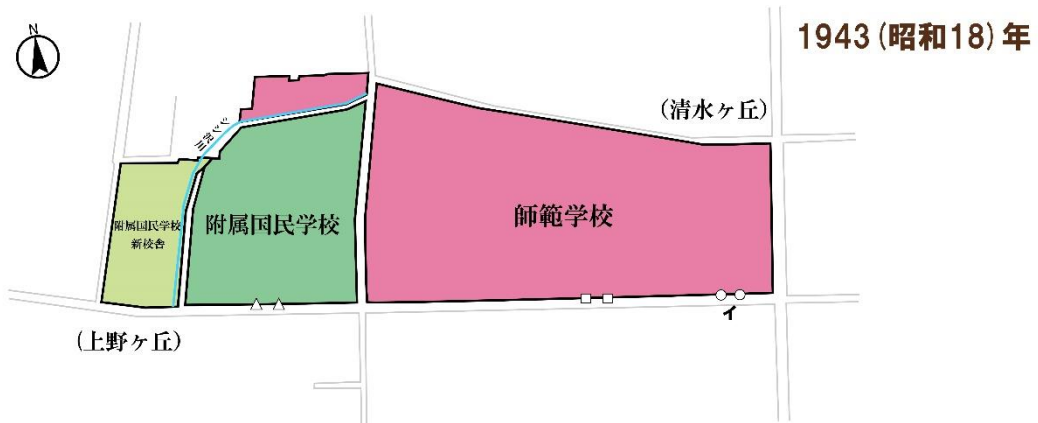 1943(昭和18)年
N
(清水ヶ丘)
附属国民学校
新校舎
附属国民学校
師範学校
イ
(上野ヶ丘)